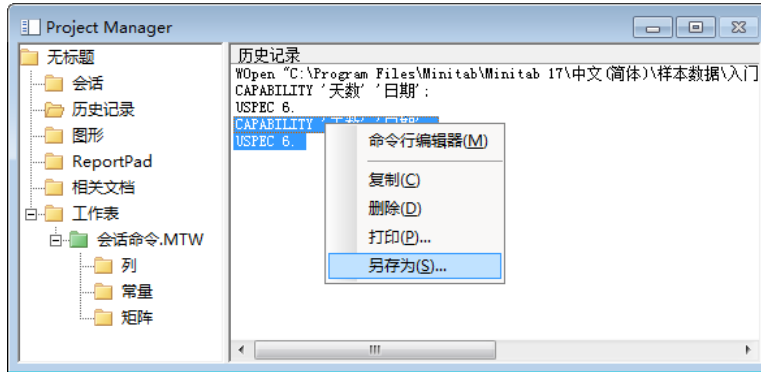 Project Manager
无标题
会话
历史记录
图形
ReportPad
相关文档
工作表
会话命令.MTW
列
常量
矩阵
历史记录
WOpen "C:\Program Files\Minitab\Minitab 17\中文(简体)\样本数据\入门
CAPABILITY '天数' '日期';
USPEC 6.
CAPABILITY '天数' '日期'
USPEC 6.
命令行编辑器(M)
复制(C)
删除(D)
打印(P)...
另存为(S)...